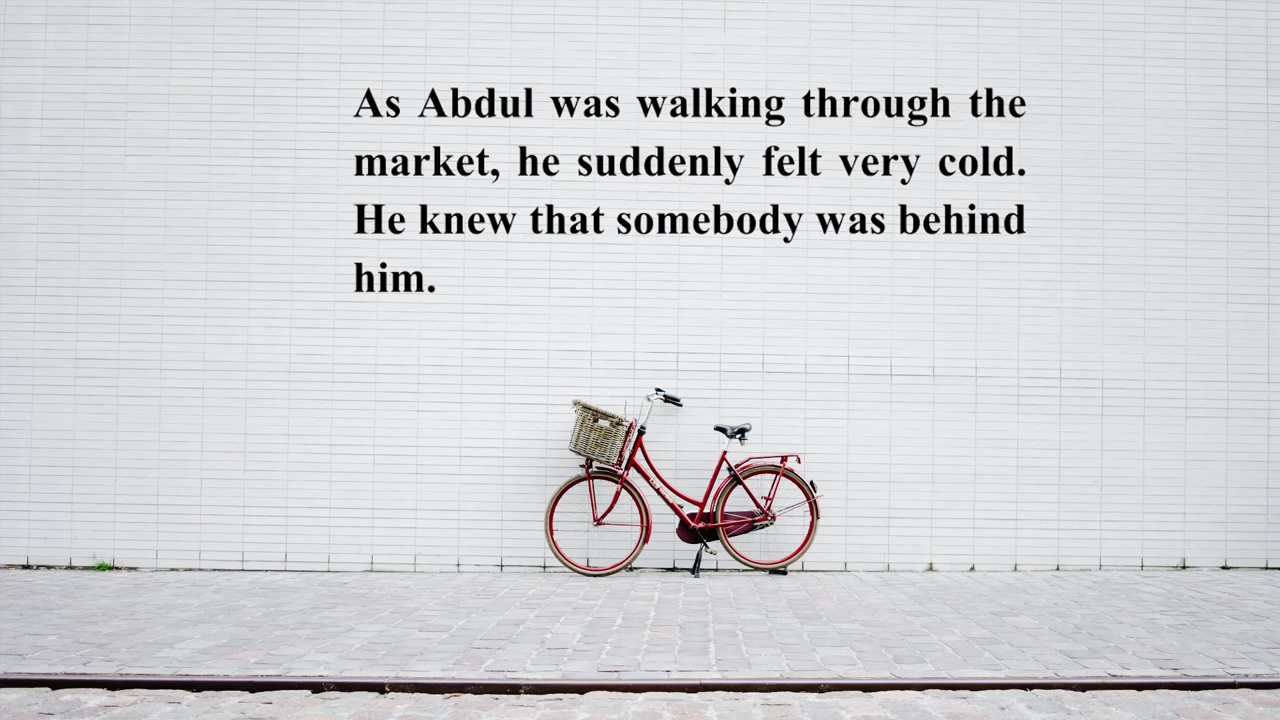 As Abdul was walking through the
market, he suddenly felt very cold.
He knew that somebody was behind
him.